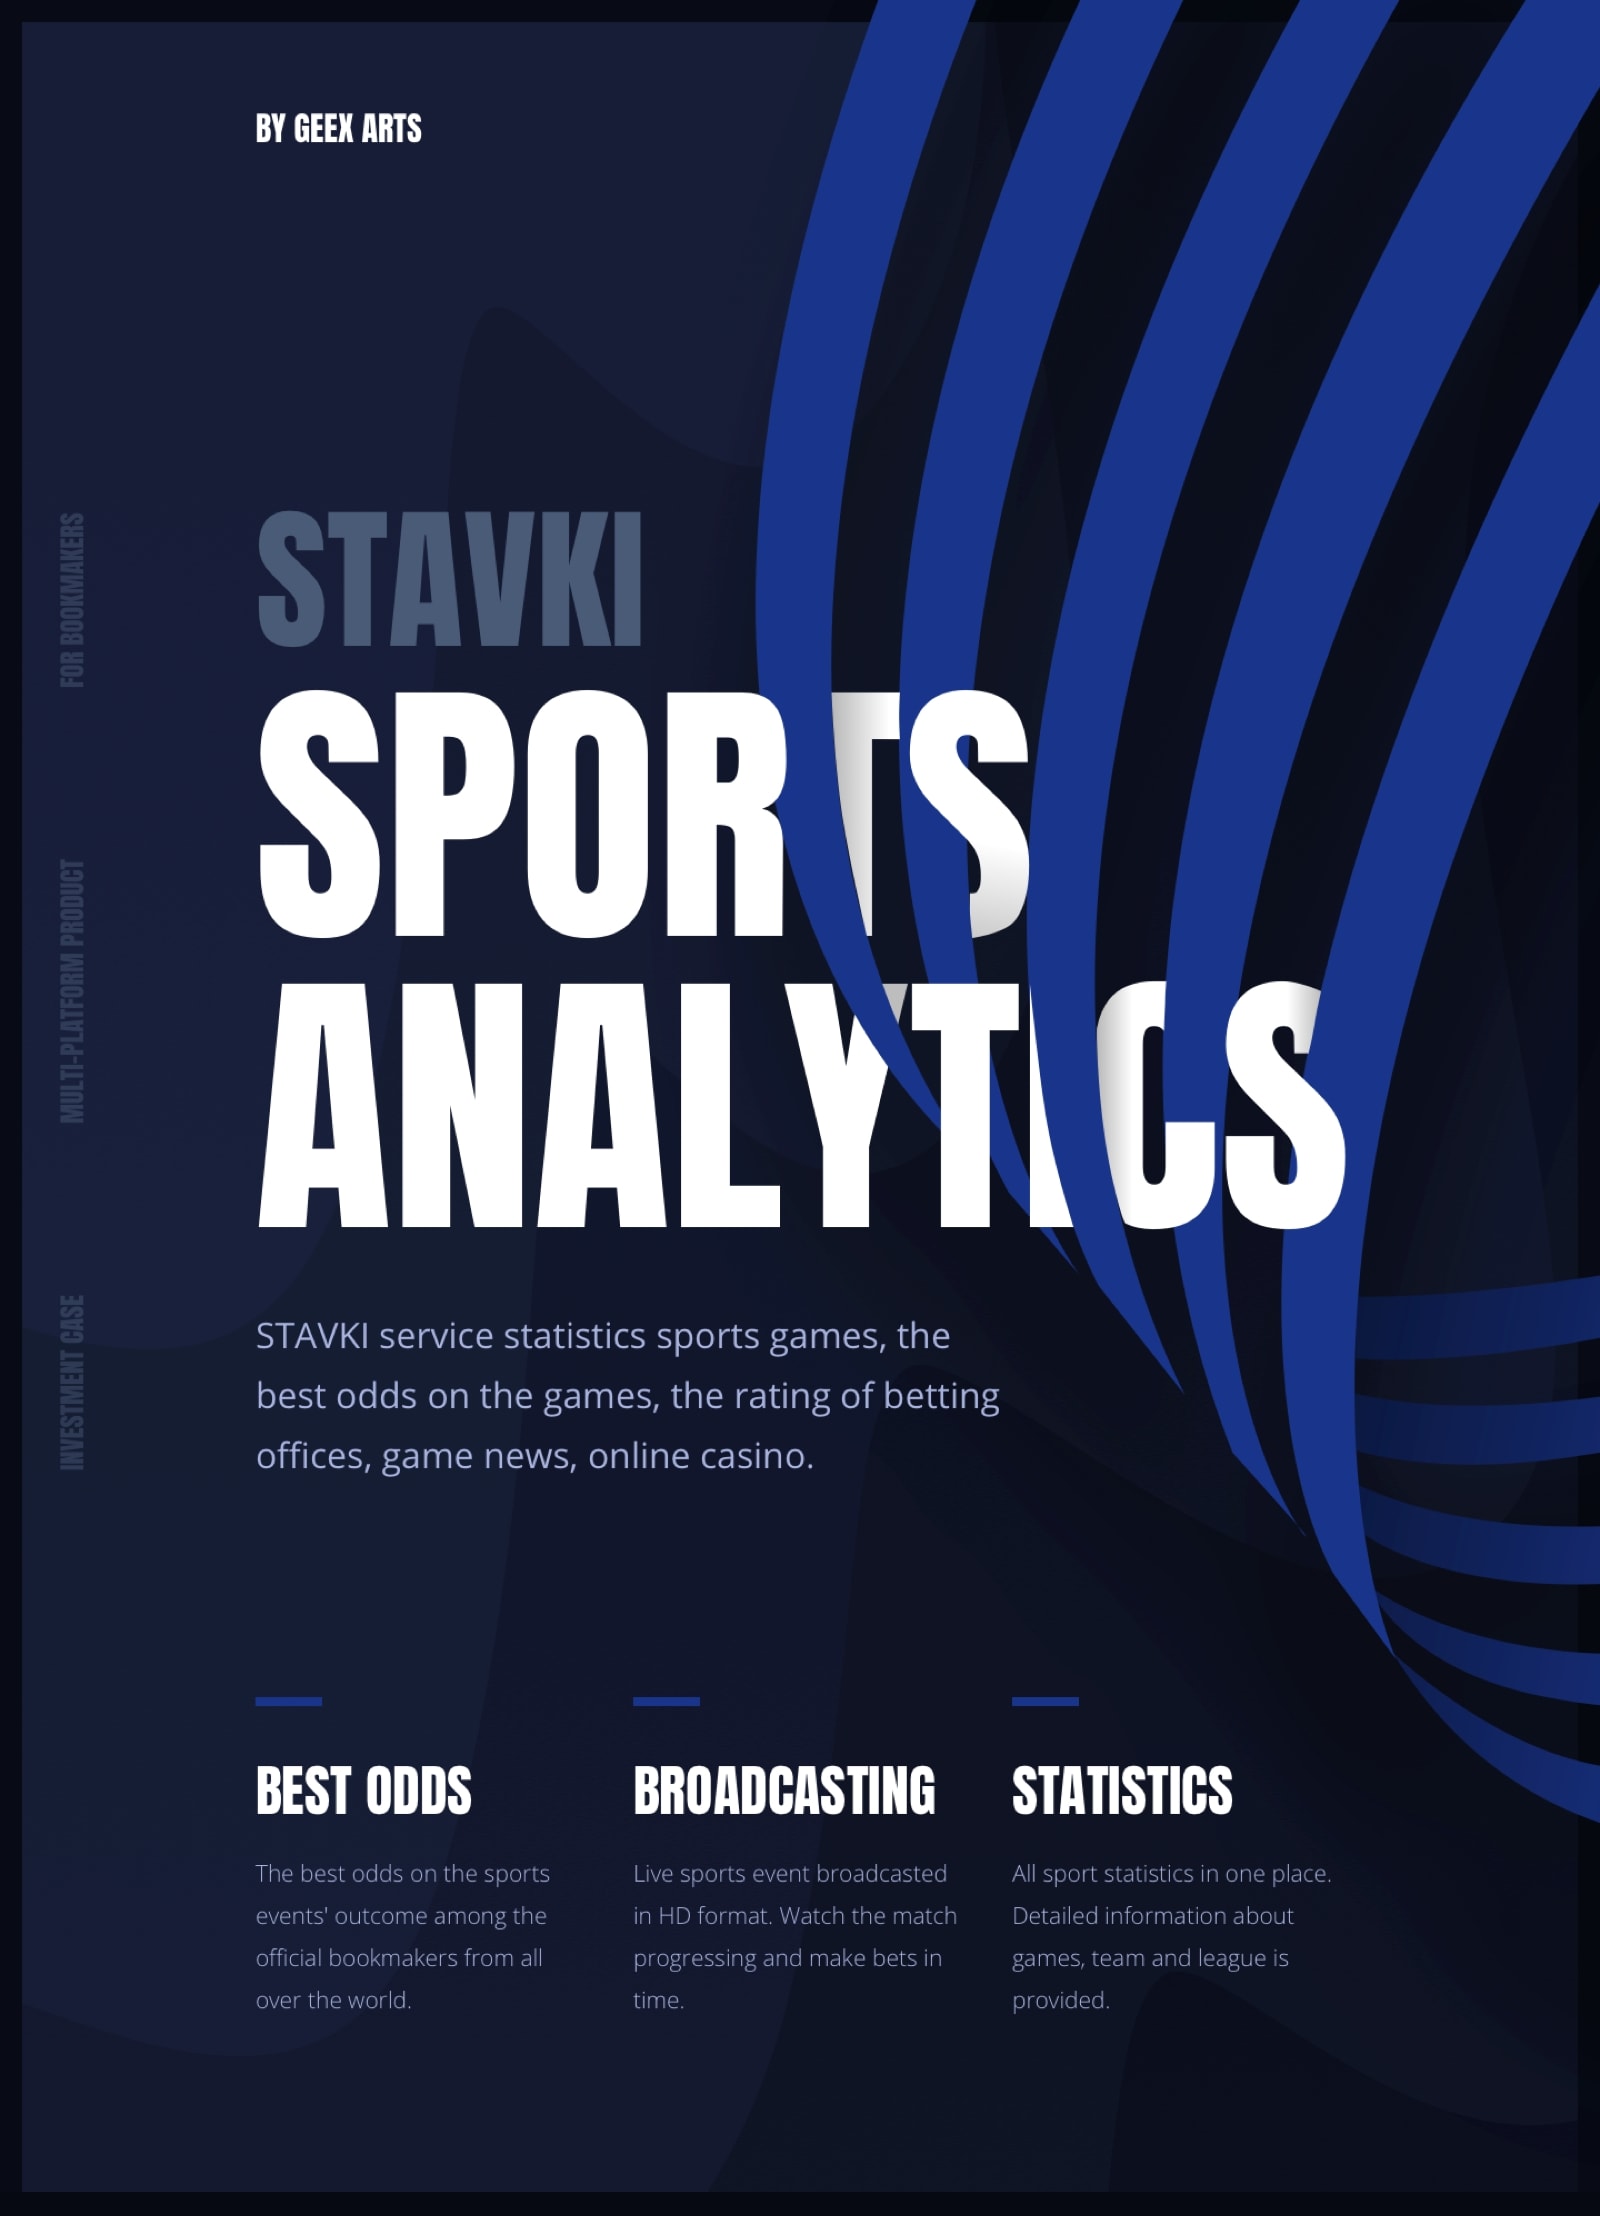 BY GEEX ARTS
FOR BOOKMAKERS
MULTI-PLATFORM PRODUCT
INVESTMENT CASE
STAVKI
SPORTS
ANALYTICS
STAVKI service statistics sports games, the
best odds on the games, the rating of betting
offices, game news, online casino.
BEST ODDS
The best odds on the sports
events' outcome among the
official bookmakers from all
over the world.
BROADCASTING
Live sports event broadcasted
in HD format. Watch the match
progressing and make bets in
time.
STATISTICS
All sport statistics in one place.
Detailed information about
games, team and league is
provided.